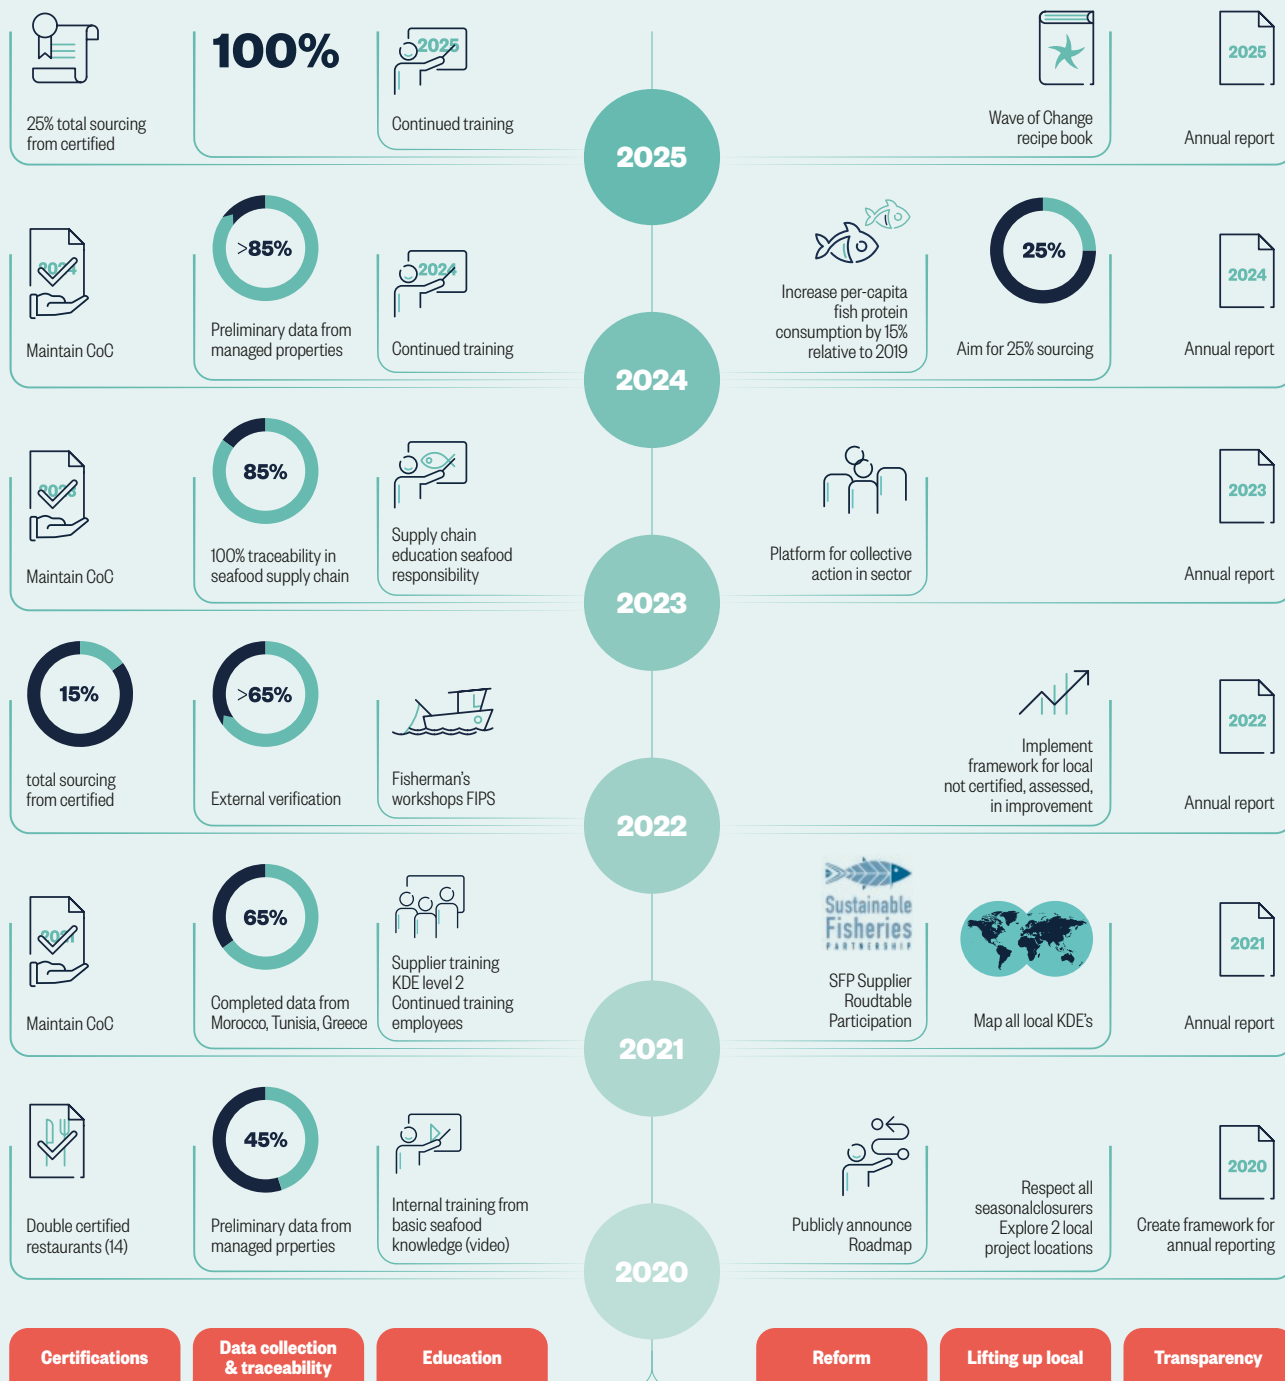 100%
2025
2025
25% total sourcing
from certified
Continued training
Wave of Change
recipe book
Annual report
2025
>85%
25%
2024
2024
2024
Maintain CoC
Preliminary data from
managed properties
Continued training
Increase per-capita
fish protein
consumption by 15%
relative to 2019
Aim for 25% sourcing
Annual report
2024
85%
2023
2023
Maintain CoC
100% traceability in
seafood supply chain
Supply chain
education seafood
responsibility
Platform for collective
action in sector
Annual report
2023
15%
>65%
2022
total sourcing
from certified
External verification
Fisherman's
workshops FIPS
Implement
framework for local
not certified, assessed,
in improvement
Annual report
2022
65%
2021
Sustainable
Fisheries
PARTNERSHIP
2021
Maintain CoC
Completed data from
Morocco, Tunisia, Greece
Supplier training
KDE level 2
Continued training
employees
SFP Supplier
Roudtable
Participation
Map all local KDE's
Annual report
2021
45%
2020
Double certified
restaurants (14)
Preliminary data from
managed prperties
Internal training from
basic seafood
knowledge (video)
Publicly announce
Roadmap
Respect all
seasonalclosurers
Explore 2 local
project locations
Create framework for
annual reporting
2020
Certifications
Data collection
& traceability
Education
Reform
Lifting up local
Transparency